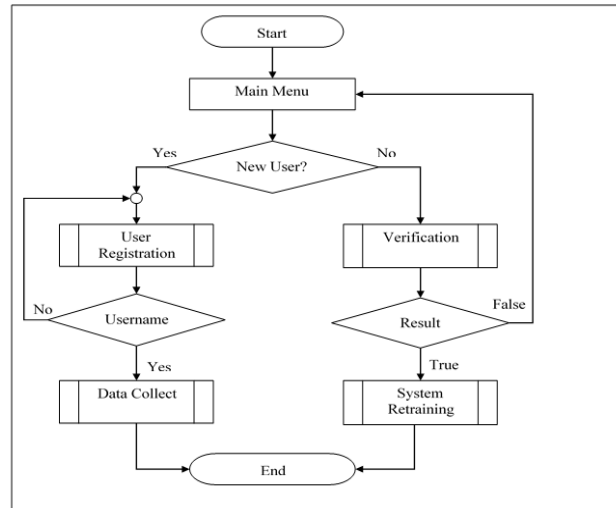 Start
Main Menu
Yes
New User?
No
User
Registration
Verification
No
Username
Result
False
Yes
True
Data Collect
System
Retraining
End